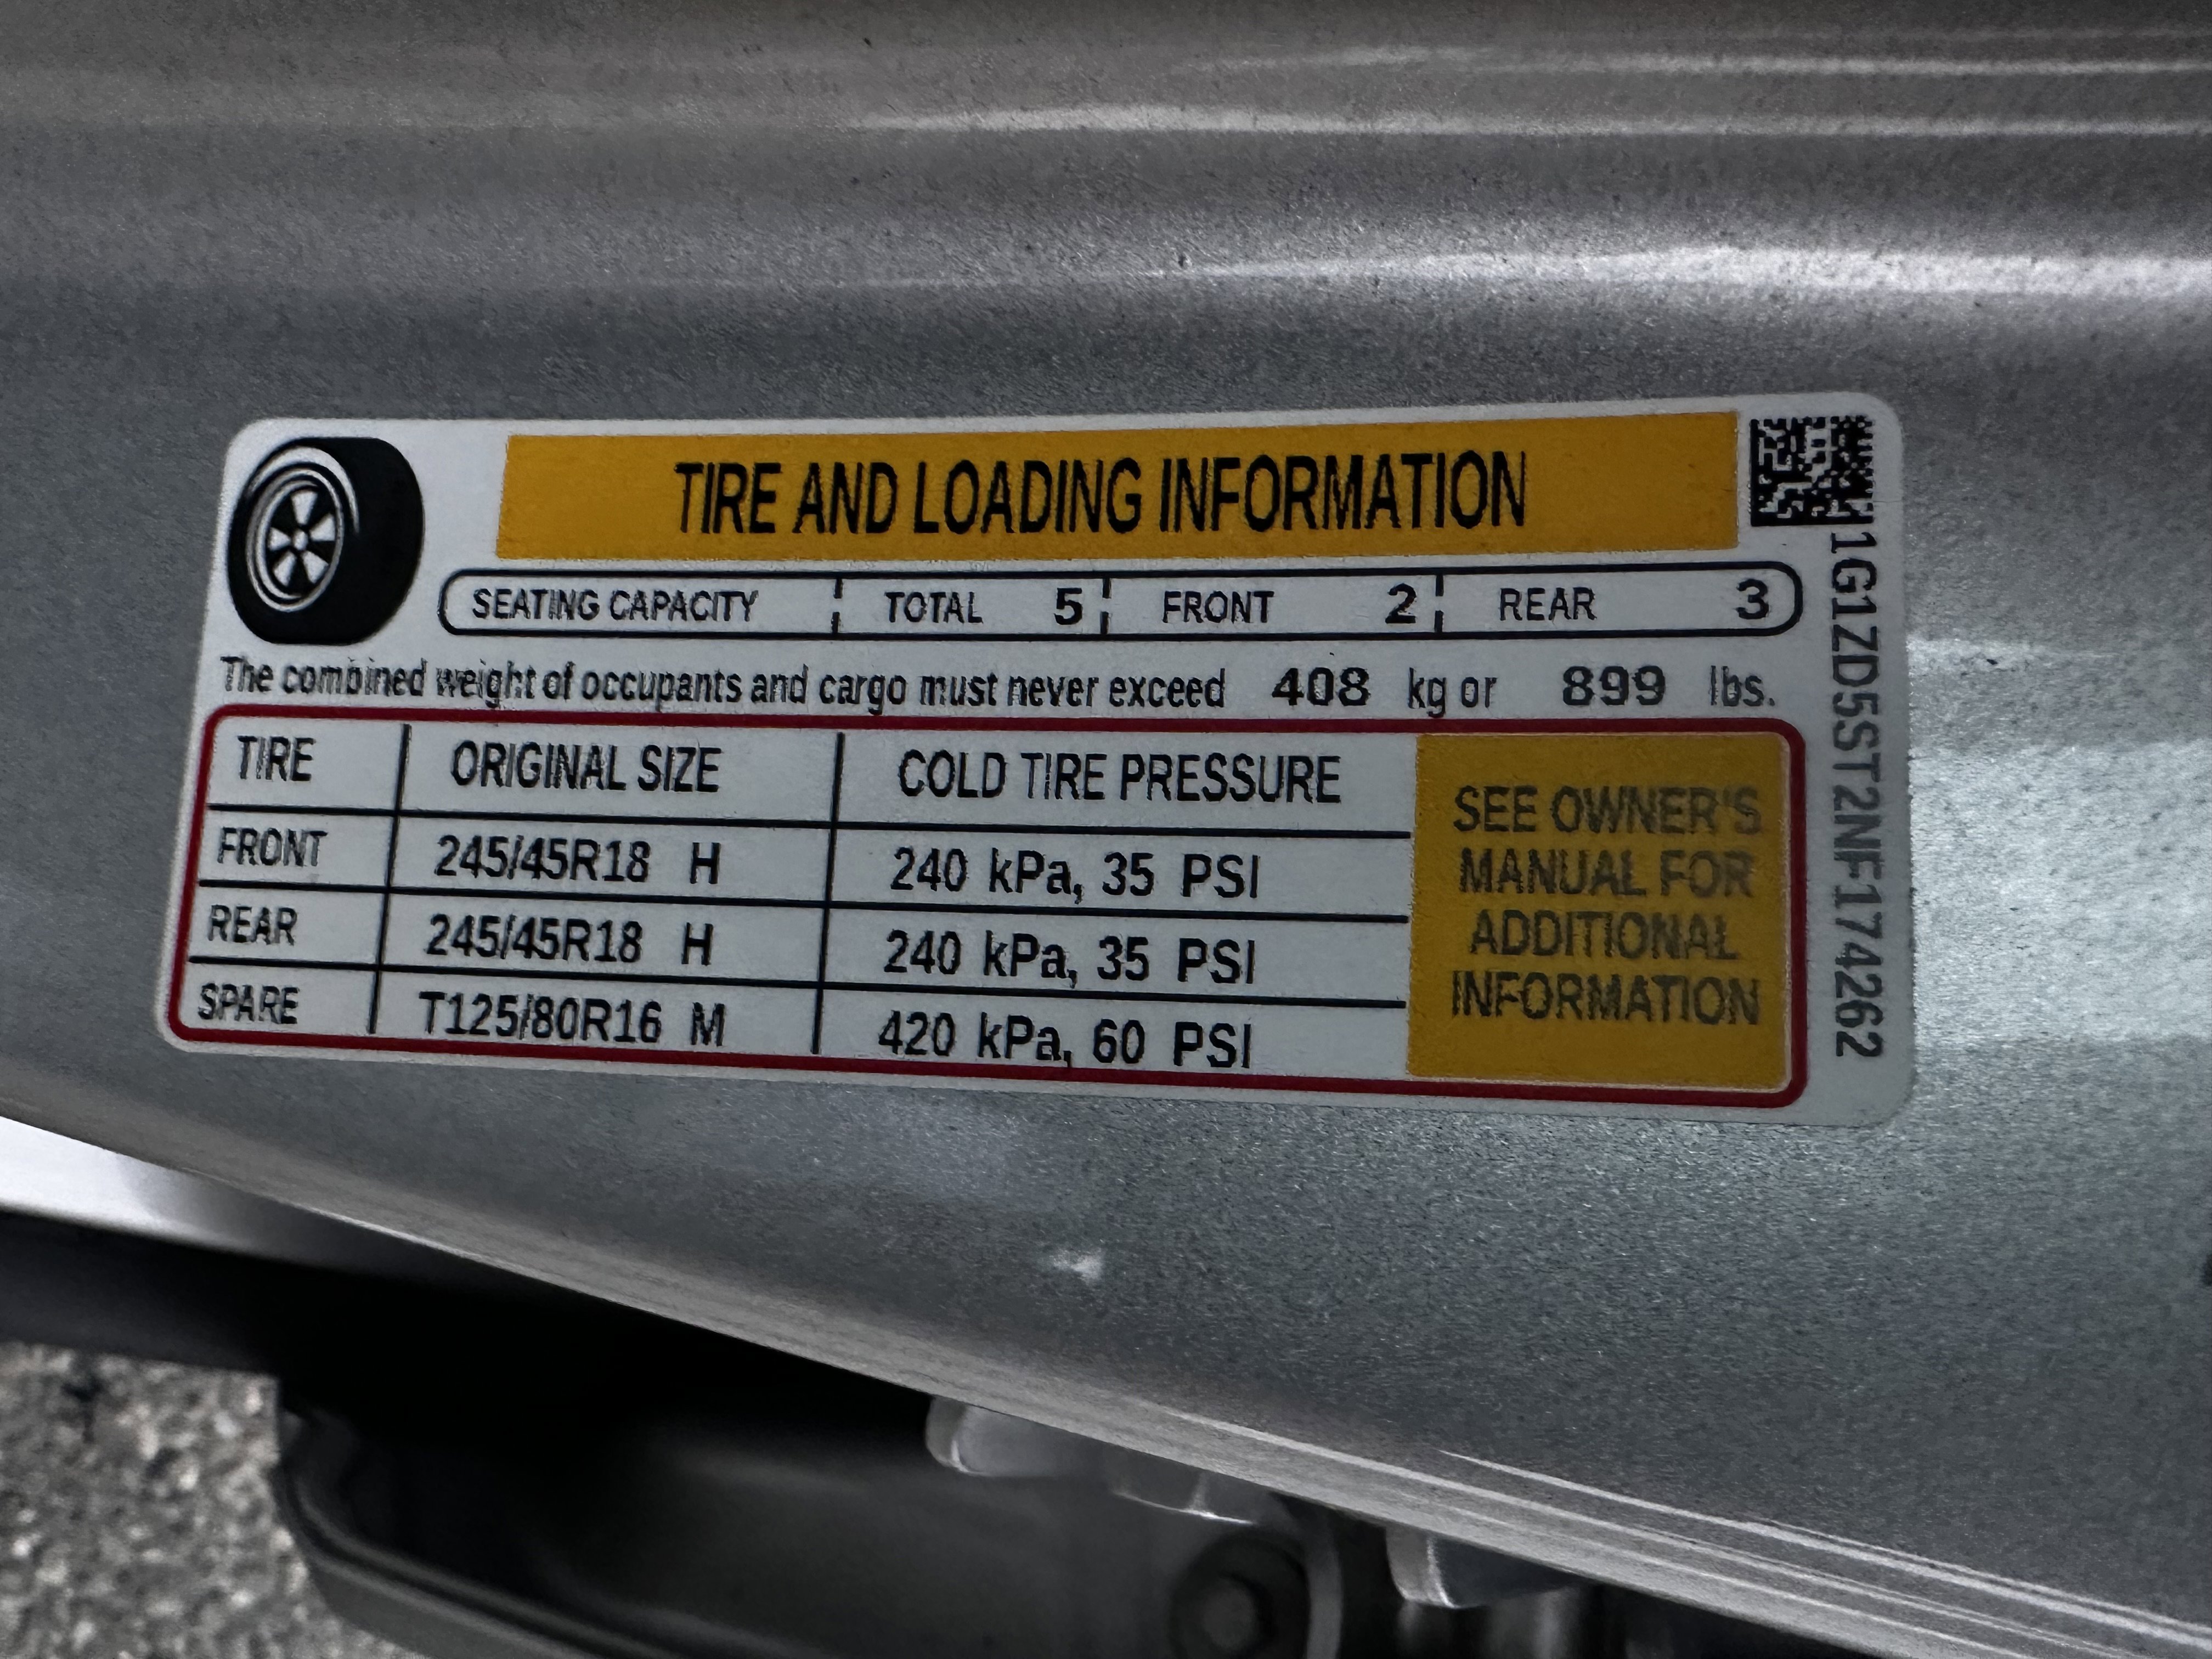 TIRE AND LOADING INFORMATION
SEATING CAPACITY TOTAL 5 FRONT 2 REAR 3
The combined weight of occupants and cargo must never exceed 408 kg or 899 lbs.
TIRE ORIGINAL SIZE COLD TIRE PRESSURE
FRONT 245/45R18 H 240 kPa, 35 PSI
REAR 245/45R18 H 240 kPa, 35 PSI
SPARE T125/80R16 M 420 kPa, 60 PSI
SEE OWNER'S
MANUAL FOR
ADDITIONAL
INFORMATION
1G1ZD5ST2NF174262